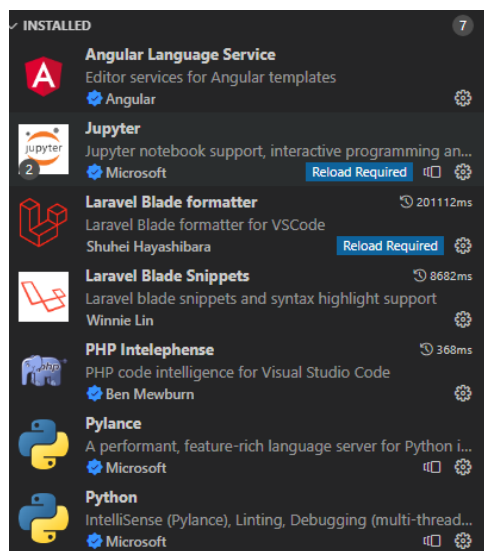 INSTALLED 7
Angular Language Service
Editor services for Angular templates
Angular
Jupyter
Jupyter notebook support, interactive programming an...
jupyter
2
Microsoft Reload Required
Laravel Blade formatter 201112ms
Laravel Blade formatter for VSCode
Shuhei Hayashibara Reload Required
Laravel Blade Snippets 8682ms
Laravel blade snippets and syntax highlight support
Winnie Lin
PHP Intelephense 368ms
php
PHP code intelligence for Visual Studio Code
Ben Mewburn
Pylance
A performant, feature-rich language server for Python i...
Microsoft
Python
IntelliSense (Pylance), Linting, Debugging (multi-thread...
Microsoft